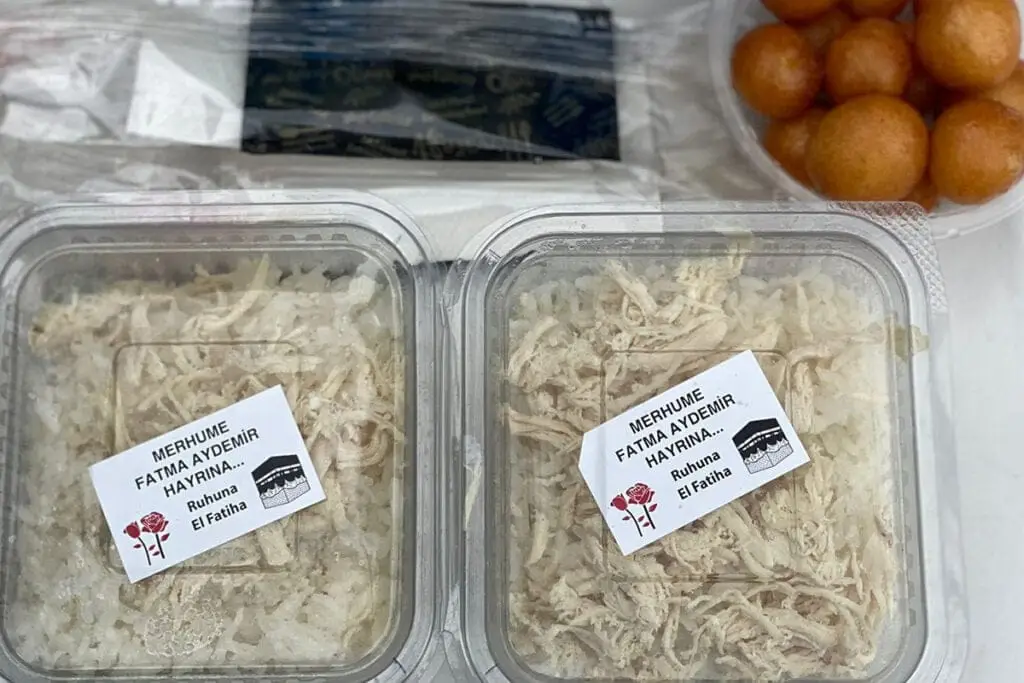 MERHUME
FATMA AYDEMİR
HAYRINA...
Ruhuna
El Fatiha
MERHUME
FATMA AYDEMİR
HAYRINA...
Ruhuna
El Fatiha